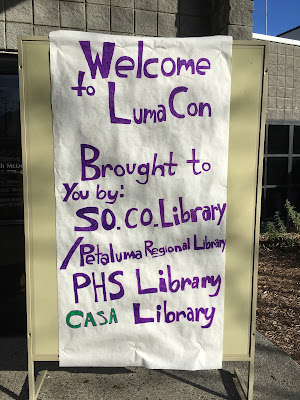 Welcome
to LumaCon
Brought to
You by:
SO.CO.Library
/Petaluma Regional Library
PHS Library
CASA Library